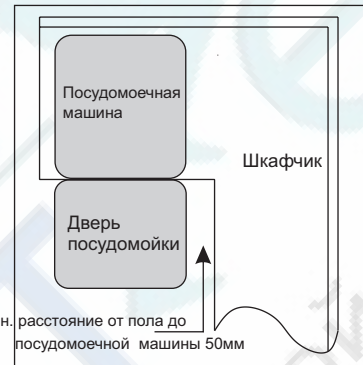 Посудомоечная
машина
Шкафчик
Дверь
посудомойки
н. расстояние от пола до
посудомоечной машины 50мм